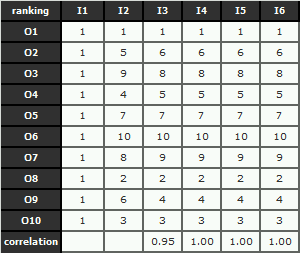 ranking I1 I2 I3 I4 I5 I6
O1 1 1 1 1 1 1
O2 1 5 6 6 6 6
O3 1 9 8 8 8 8
O4 1 4 5 5 5 5
O5 1 7 7 7 7 7
O6 1 10 10 10 10 10
O7 1 8 9 9 9 9
O8 1 2 2 2 2 2
O9 1 6 4 4 4 4
O10 1 3 3 3 3 3
correlation 0.95 1.00 1.00 1.00